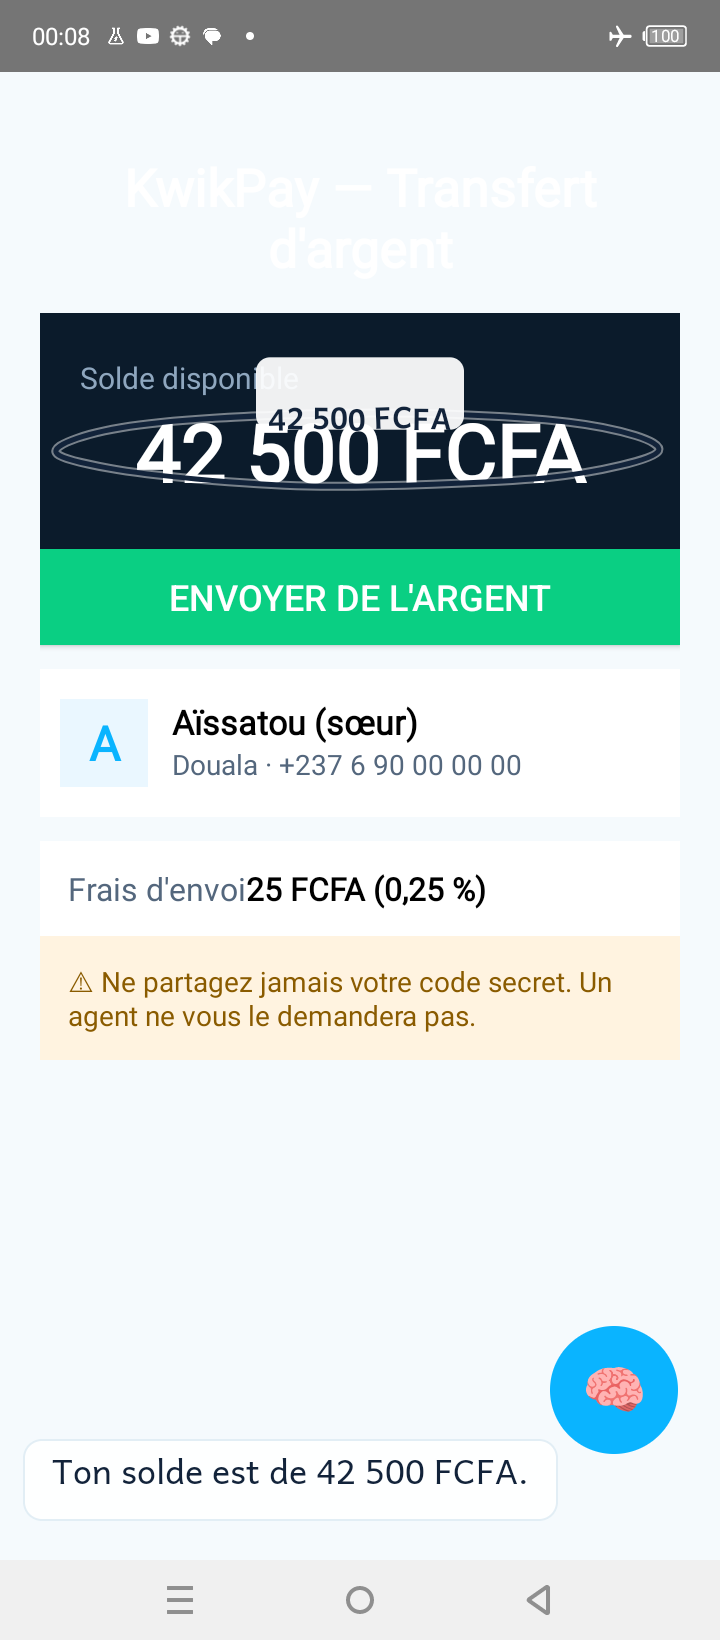 00:08
100
KwikPay — Transfert
d'argent
Solde disponible
42 500 FCFA
42 500 FCFA
ENVOYER DE L'ARGENT
A
Aïssatou (sœur)
Douala · +237 6 90 00 00 00
Frais d'envoi25 FCFA (0,25 %)
⚠ Ne partagez jamais votre code secret. Un
agent ne vous le demandera pas.
Ton solde est de 42 500 FCFA.